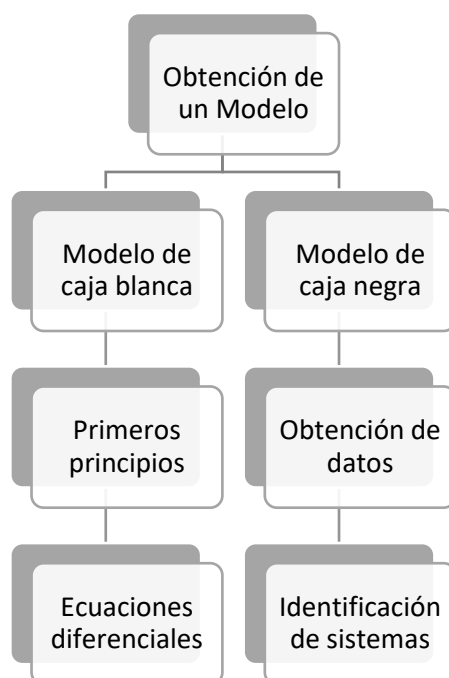 Obtención de
un Modelo
Modelo de
caja blanca
Modelo de
caja negra
Primeros
principios
Obtención de
datos
Ecuaciones
diferenciales
Identificación
de sistemas